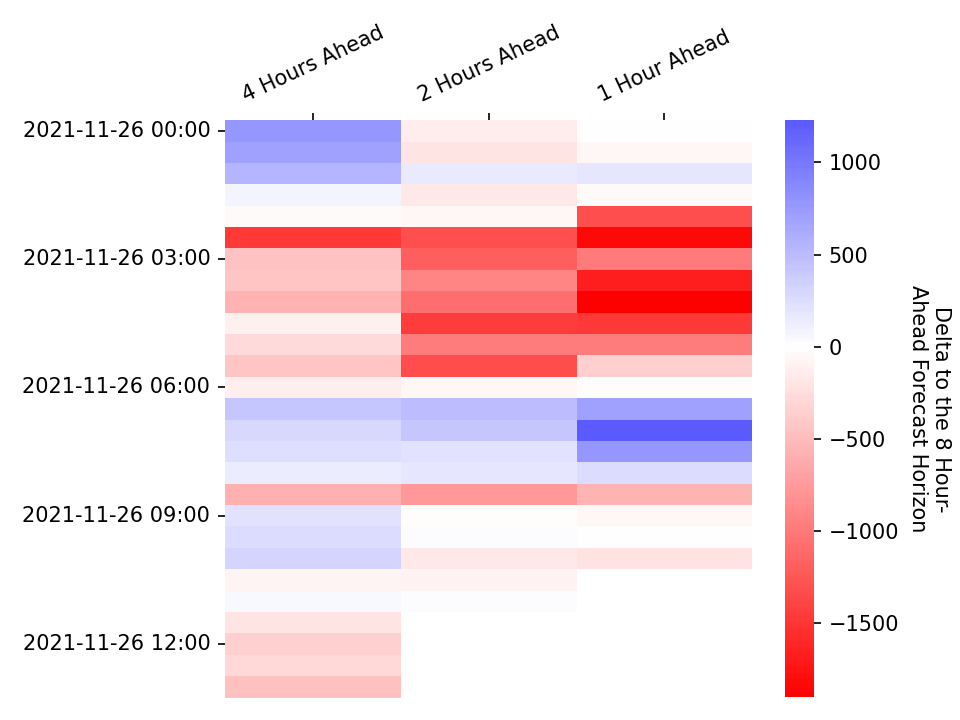 4 Hours Ahead
2 Hours Ahead
1 Hour Ahead
2021-11-26 00:00
2021-11-26 03:00
2021-11-26 06:00
2021-11-26 09:00
2021-11-26 12:00
1000
500
0
−500
−1000
−1500
Delta to the 8 Hour-
Ahead Forecast Horizon